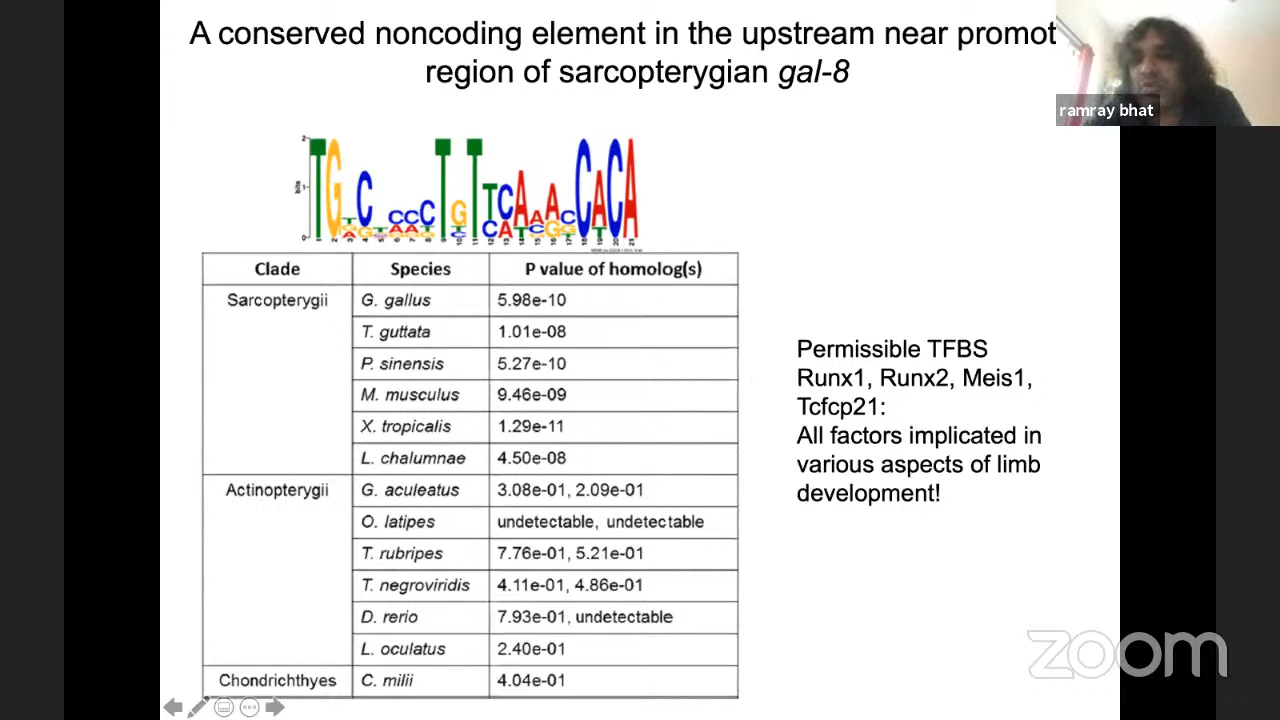 A conserved noncoding element in the upstream near promot
region of sarcopterygian gal-8
ramray bhat
Clade Species P value of homolog(s)
Sarcopterygii G. gallus 5.98e-10
T. guttata 1.01e-08
P. sinensis 5.27e-10
M. musculus 9.46e-09
X. tropicalis 1.29e-11
L. chalumnae 4.50e-08
Actinopterygii G. aculeatus 3.08e-01, 2.09e-01
O. latipes undetectable, undetectable
T. rubripes 7.76e-01, 5.21e-01
T. negroviridis 4.11e-01, 4.86e-01
D. rerio 7.93e-01, undetectable
L. oculatus 2.40e-01
Chondrichthyes C. milii 4.04e-01
Permissible TFBS
Runx1, Runx2, Meis1,
Tcfcp21:
All factors implicated in
various aspects of limb
development!
zoom